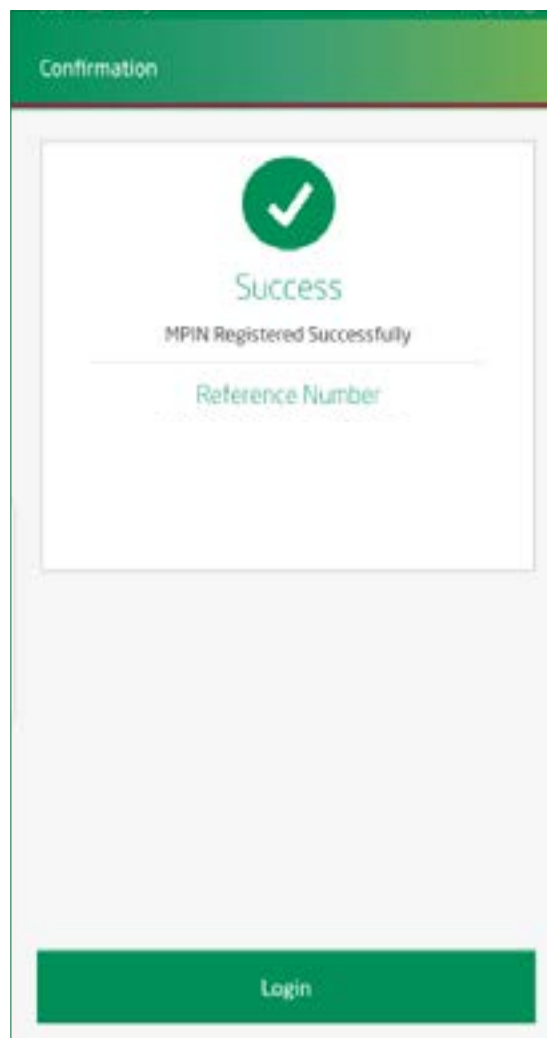 Confirmation
Success
MPIN Registered Successfully
Reference Number
Login